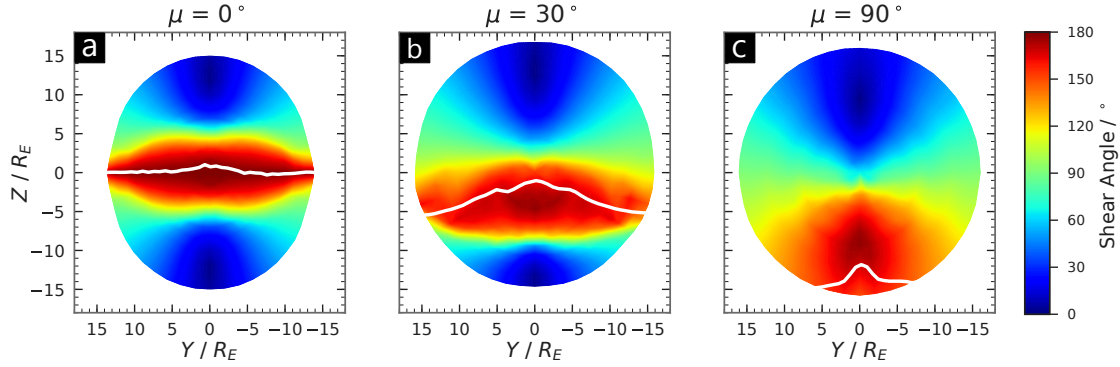 μ = 0° μ = 30° μ = 90°
a b c
15
10
5
0
−5
−10
−15
Z / R_E
15 10 5 0 −5 −10 −15 15 10 5 0 −5 −10 −15 15 10 5 0 −5 −10 −15
Y / R_E Y / R_E Y / R_E
180
150
120
90
60
30
0
Shear Angle / °